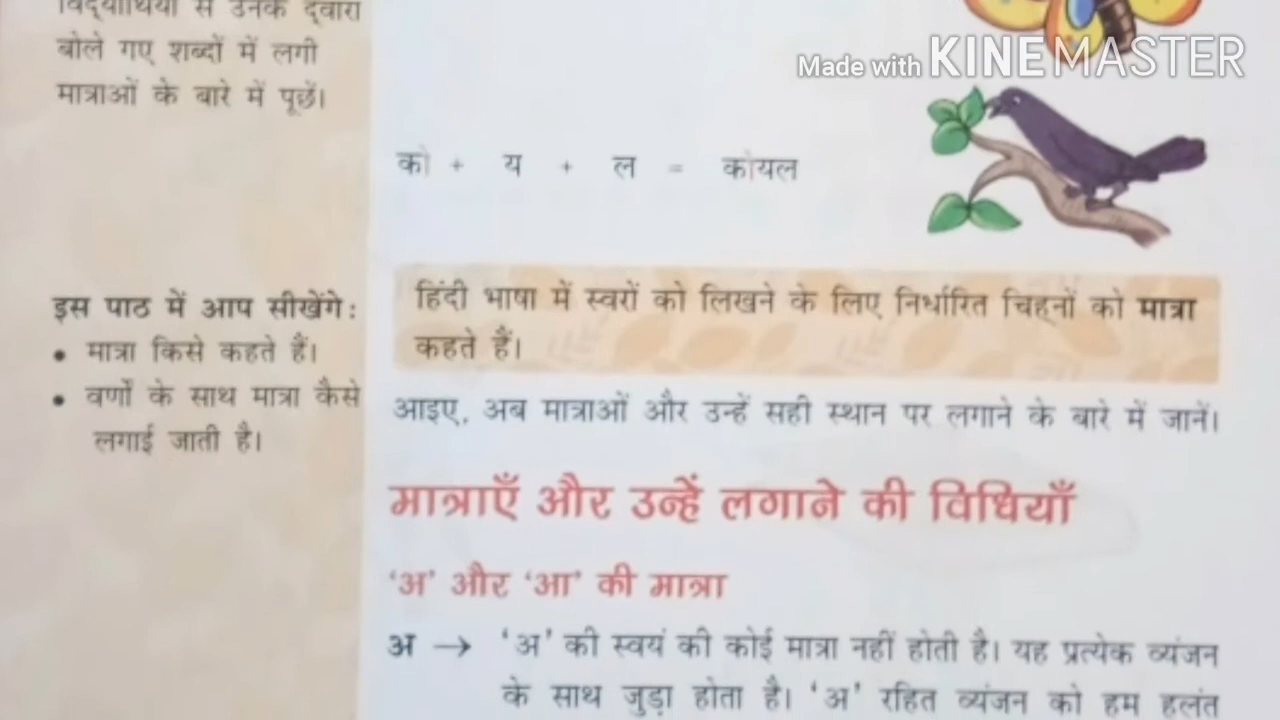 विद्यार्थियों से उनके द्वारा
बोले गए शब्दों में लगी
मात्राओं के बारे में पूछें।
इस पाठ में आप सीखेंगे:
• मात्रा किसे कहते हैं।
• वर्णों के साथ मात्रा कैसे
लगाई जाती है।
Made with KINEMASTER
को + य + ल = कोयल
हिंदी भाषा में स्वरों को लिखने के लिए निर्धारित चिह्नों को मात्रा
कहते हैं।
आइए, अब मात्राओं और उन्हें सही स्थान पर लगाने के बारे में जानें।
मात्राएँ और उन्हें लगाने की विधियाँ
‘अ’ और ‘आ’ की मात्रा
अ → ‘अ’ की स्वयं की कोई मात्रा नहीं होती है। यह प्रत्येक व्यंजन
के साथ जुड़ा होता है। ‘अ’ रहित व्यंजन को हम हलंत